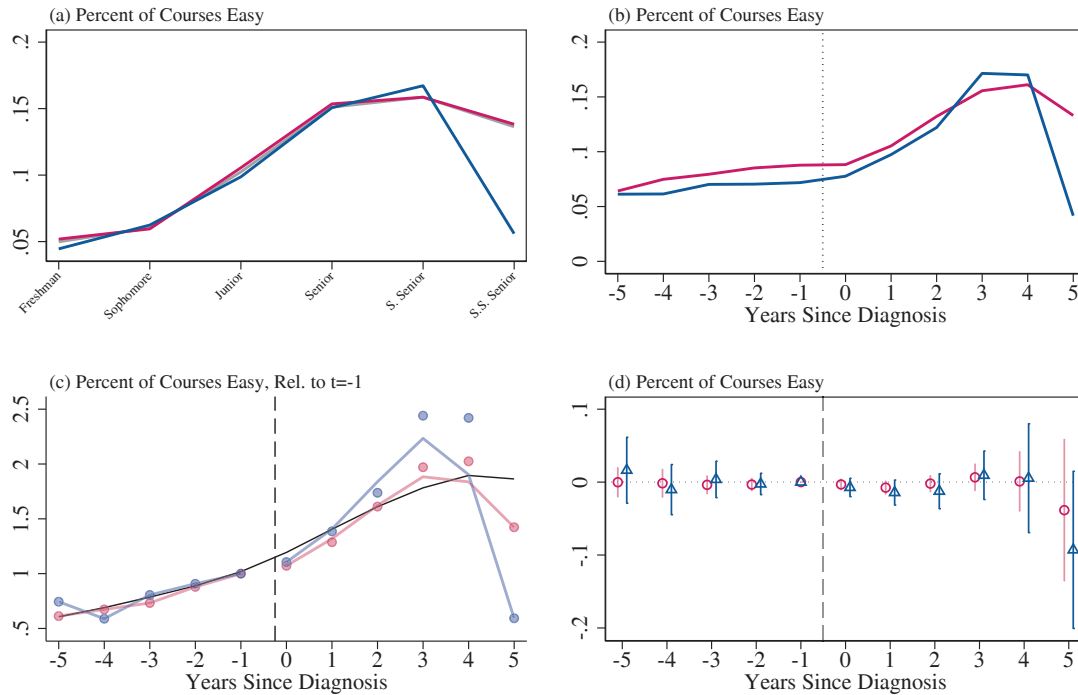 (a) Percent of Courses Easy
.2
.15
.1
.05
Freshman
Sophomore
Junior
Senior
S. Senior
S.S. Senior
(b) Percent of Courses Easy
.2
.15
.1
.05
0
-5 -4 -3 -2 -1 0 1 2 3 4 5
Years Since Diagnosis
(c) Percent of Courses Easy, Rel. to t=-1
2.5
2
1.5
1
.5
-5 -4 -3 -2 -1 0 1 2 3 4 5
Years Since Diagnosis
(d) Percent of Courses Easy
.1
0
-.1
-.2
-5 -4 -3 -2 -1 0 1 2 3 4 5
Years Since Diagnosis